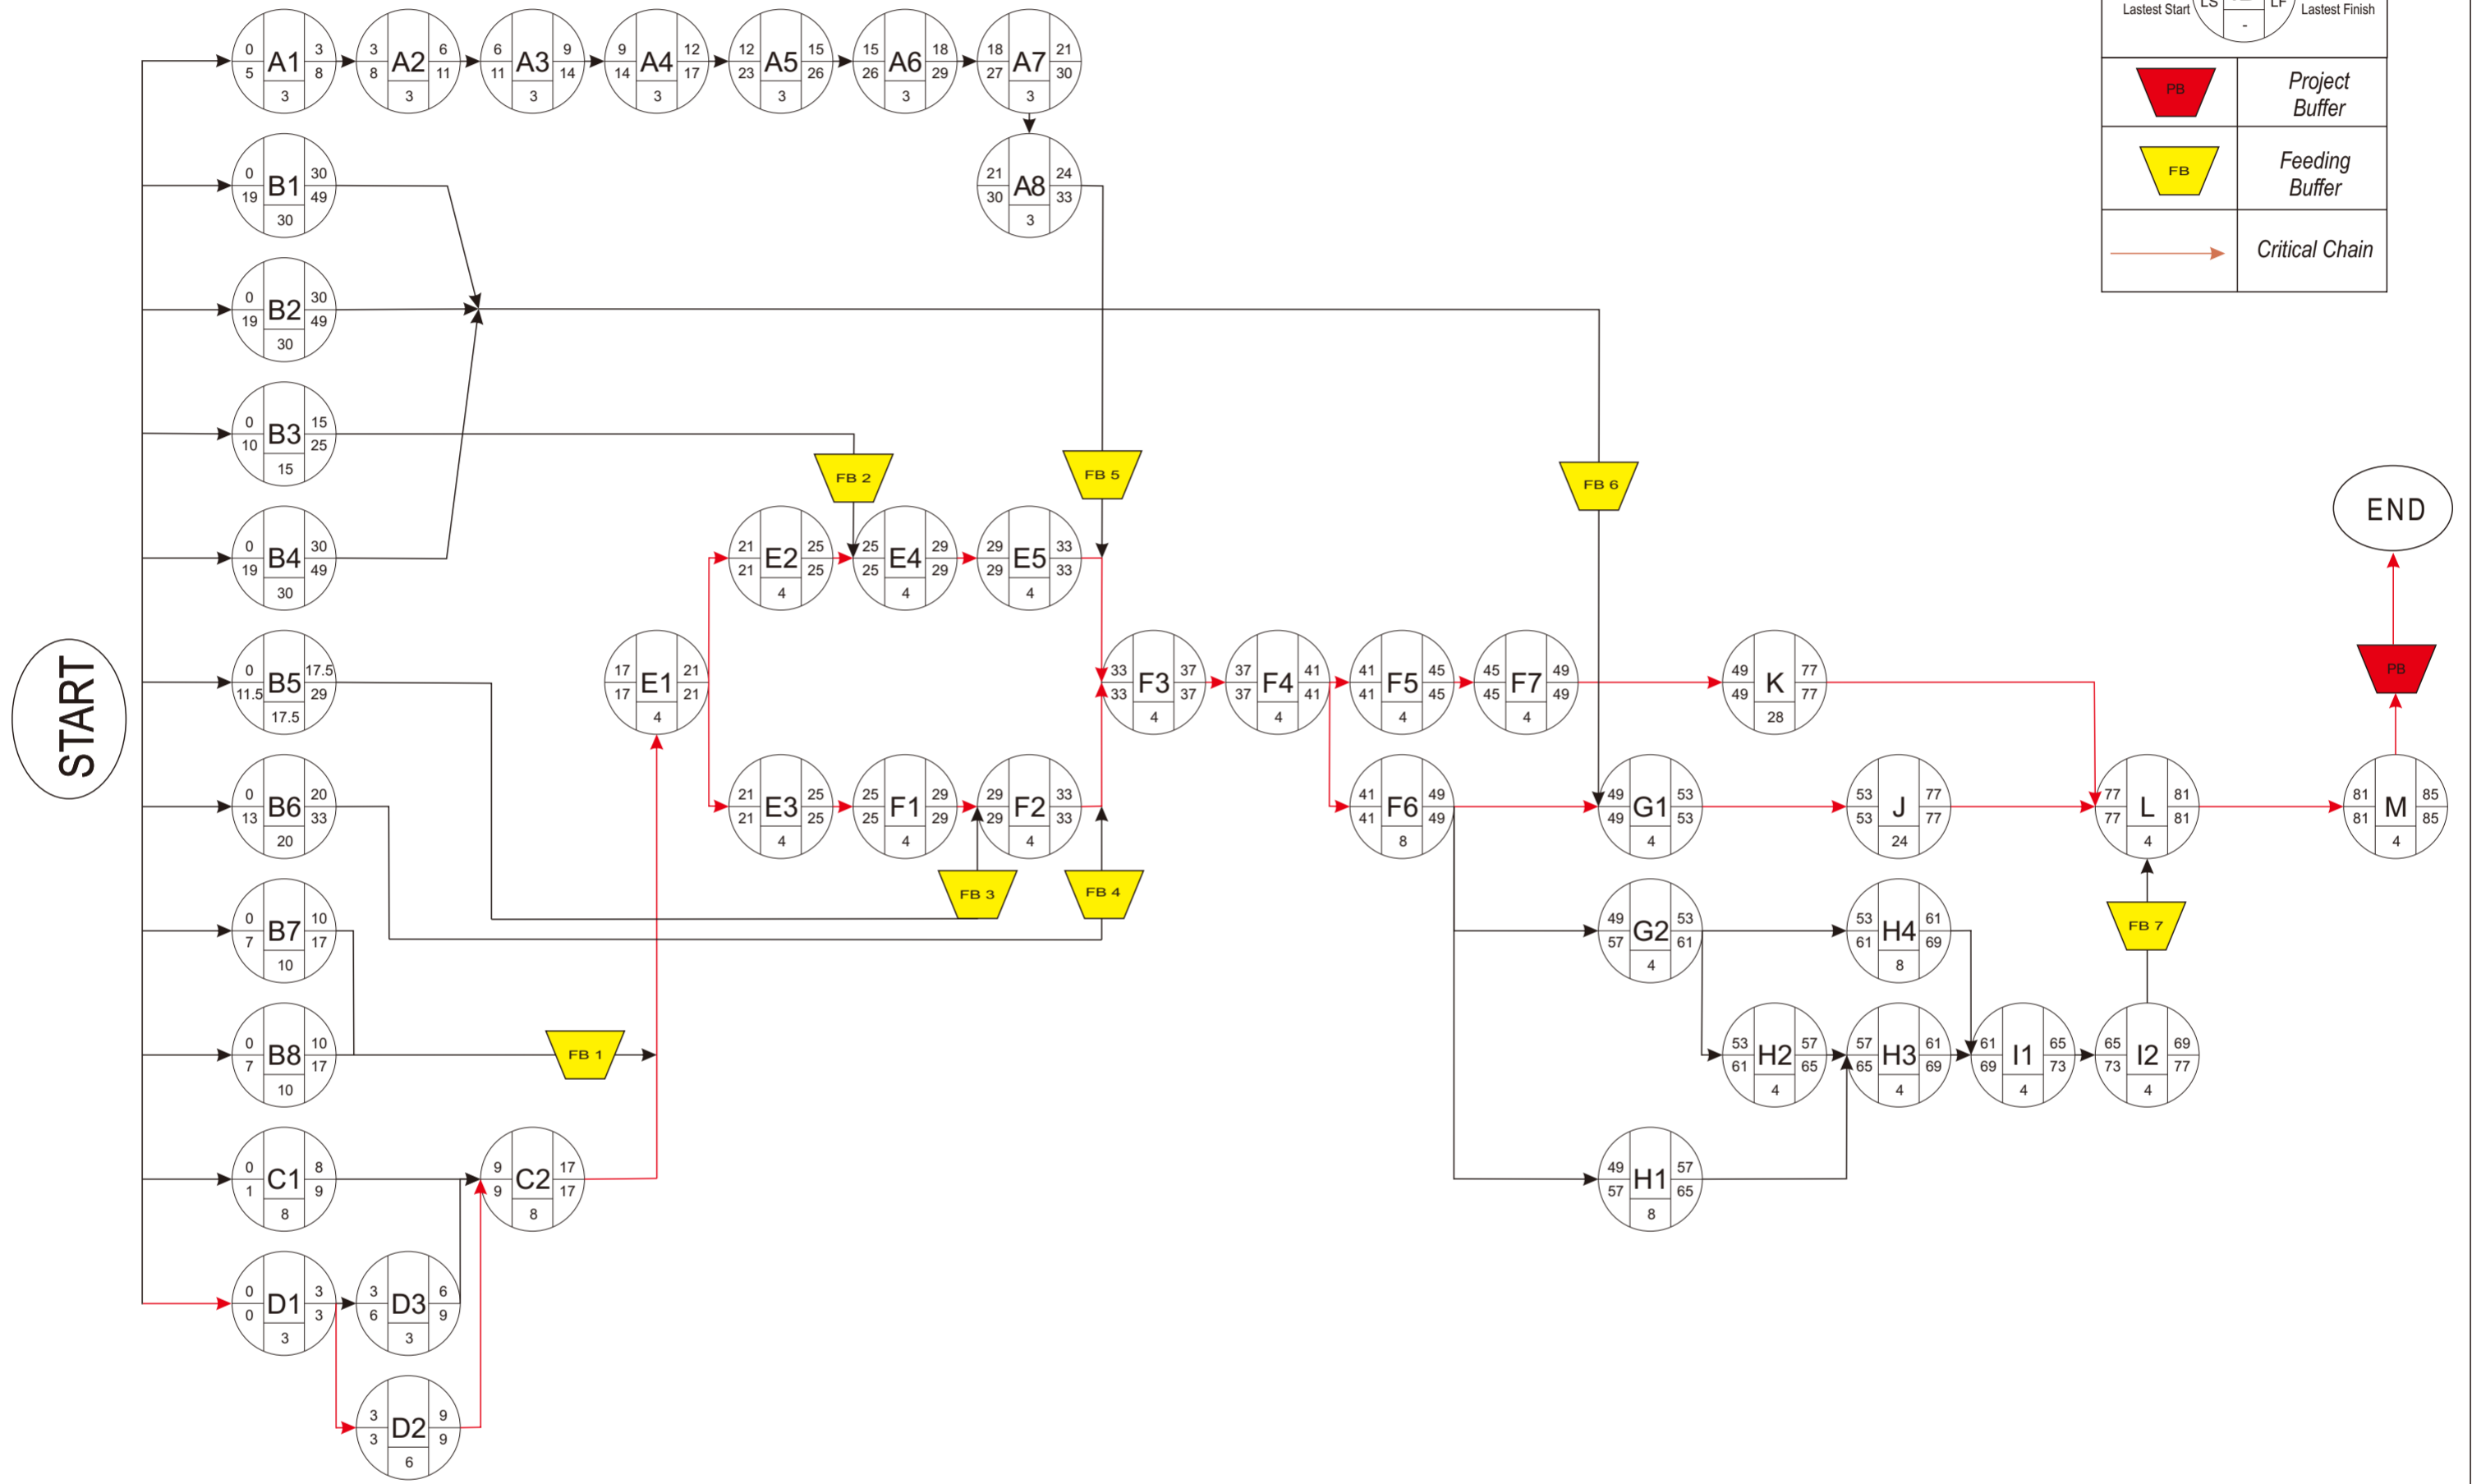 Lastest Start LS LF Lastest Finish
-
PB Project Buffer
FB Feeding Buffer
Critical Chain
0 A1 3
5 8
3
3 A2 6
8 11
3
6 A3 9
11 14
3
9 A4 12
14 17
3
12 A5 15
23 26
3
15 A6 18
26 29
3
18 A7 21
27 30
3
0 B1 30
19 49
30
21 A8 24
30 33
3
0 B2 30
19 49
30
0 B3 15
10 25
15
FB 2
FB 5
FB 6
0 B4 30
19 49
30
21 E2 25
21 25
4
25 E4 29
25 29
4
29 E5 33
29 33
4
END
START
0 B5 17.5
11.5 29
17.5
17 E1 21
17 21
4
33 F3 37
33 37
4
37 F4 41
37 41
4
41 F5 45
41 45
4
45 F7 49
45 49
4
49 K 77
49 77
28
PB
0 B6 20
13 33
20
21 E3 25
21 25
4
25 F1 29
25 29
4
29 F2 33
29 33
4
41 F6 49
41 49
8
49 G1 53
49 53
4
53 J 77
53 77
24
77 L 81
77 81
4
81 M 85
81 85
4
FB 3
FB 4
0 B7 10
7 17
10
49 G2 53
57 61
4
53 H4 61
61 69
8
FB 7
0 B8 10
7 17
10
FB 1
53 H2 57
61 65
4
57 H3 61
65 69
4
61 I1 65
69 73
4
65 I2 69
73 77
4
0 C1 8
1 9
8
9 C2 17
9 17
8
49 H1 57
57 65
8
0 D1 3
0 3
3
3 D3 6
6 9
3
3 D2 9
3 9
6